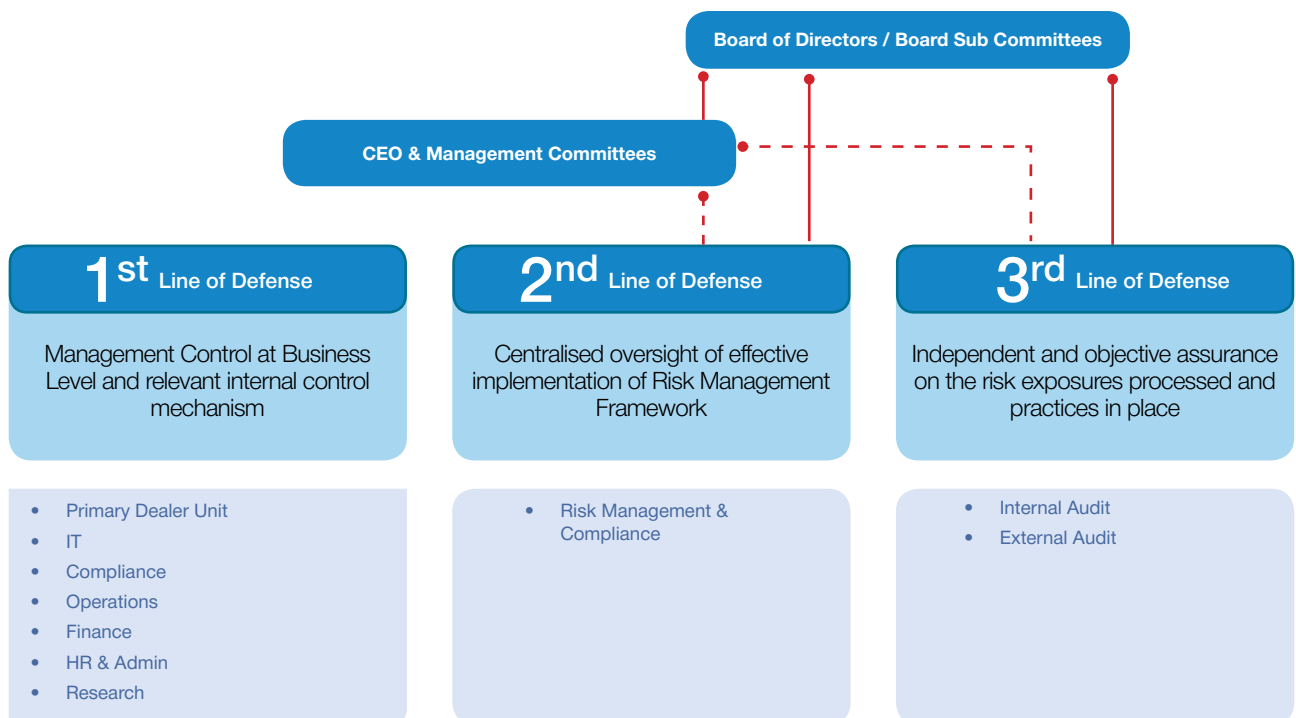 Board of Directors / Board Sub Committees
CEO & Management Committees
1st Line of Defense
Management Control at Business
Level and relevant internal control
mechanism
• Primary Dealer Unit
• IT
• Compliance
• Operations
• Finance
• HR & Admin
• Research
2nd Line of Defense
Centralised oversight of effective
implementation of Risk Management
Framework
• Risk Management &
Compliance
3rd Line of Defense
Independent and objective assurance
on the risk exposures processed and
practices in place
• Internal Audit
• External Audit